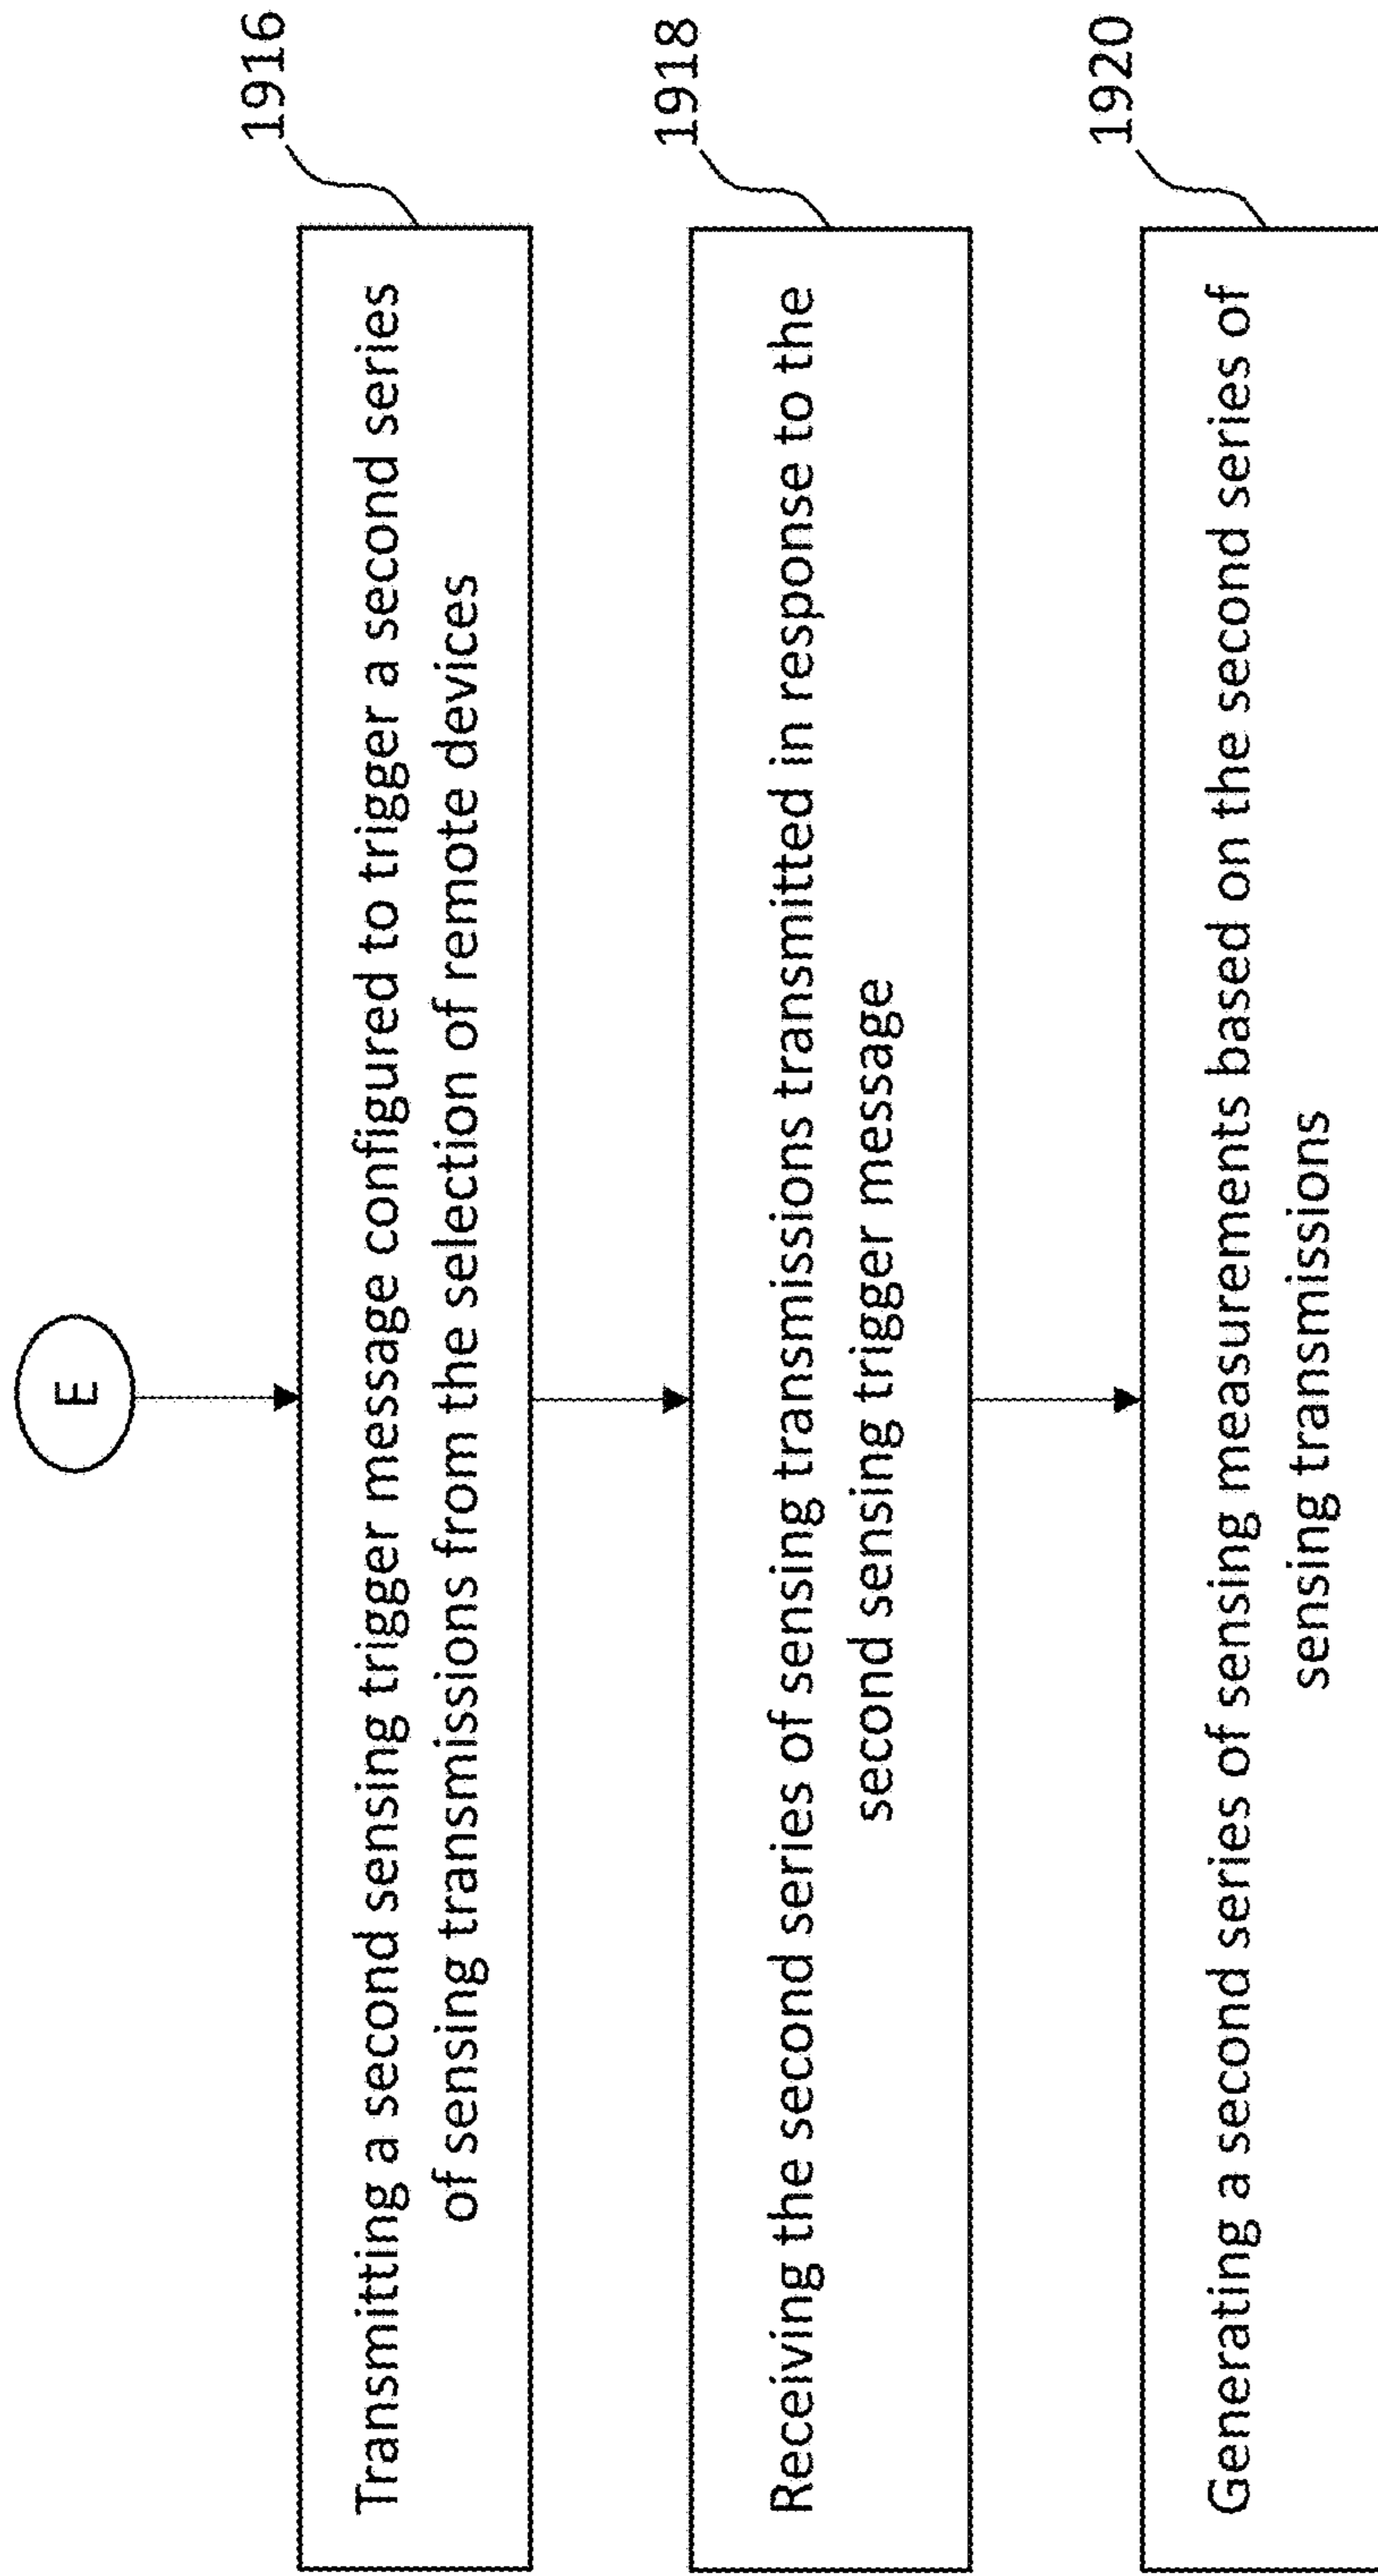 E
1916
Transmitting a second sensing trigger message configured to trigger a second series
of sensing transmissions from the selection of remote devices
1918
Receiving the second series of sensing transmissions transmitted in response to the
second sensing trigger message
1920
Generating a second series of sensing measurements based on the second series of
sensing transmissions